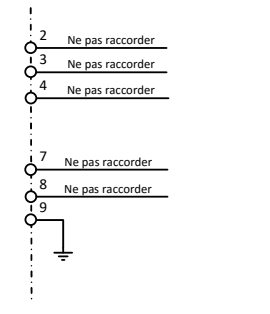 2 Ne pas raccorder
3 Ne pas raccorder
4 Ne pas raccorder
7 Ne pas raccorder
8 Ne pas raccorder
9